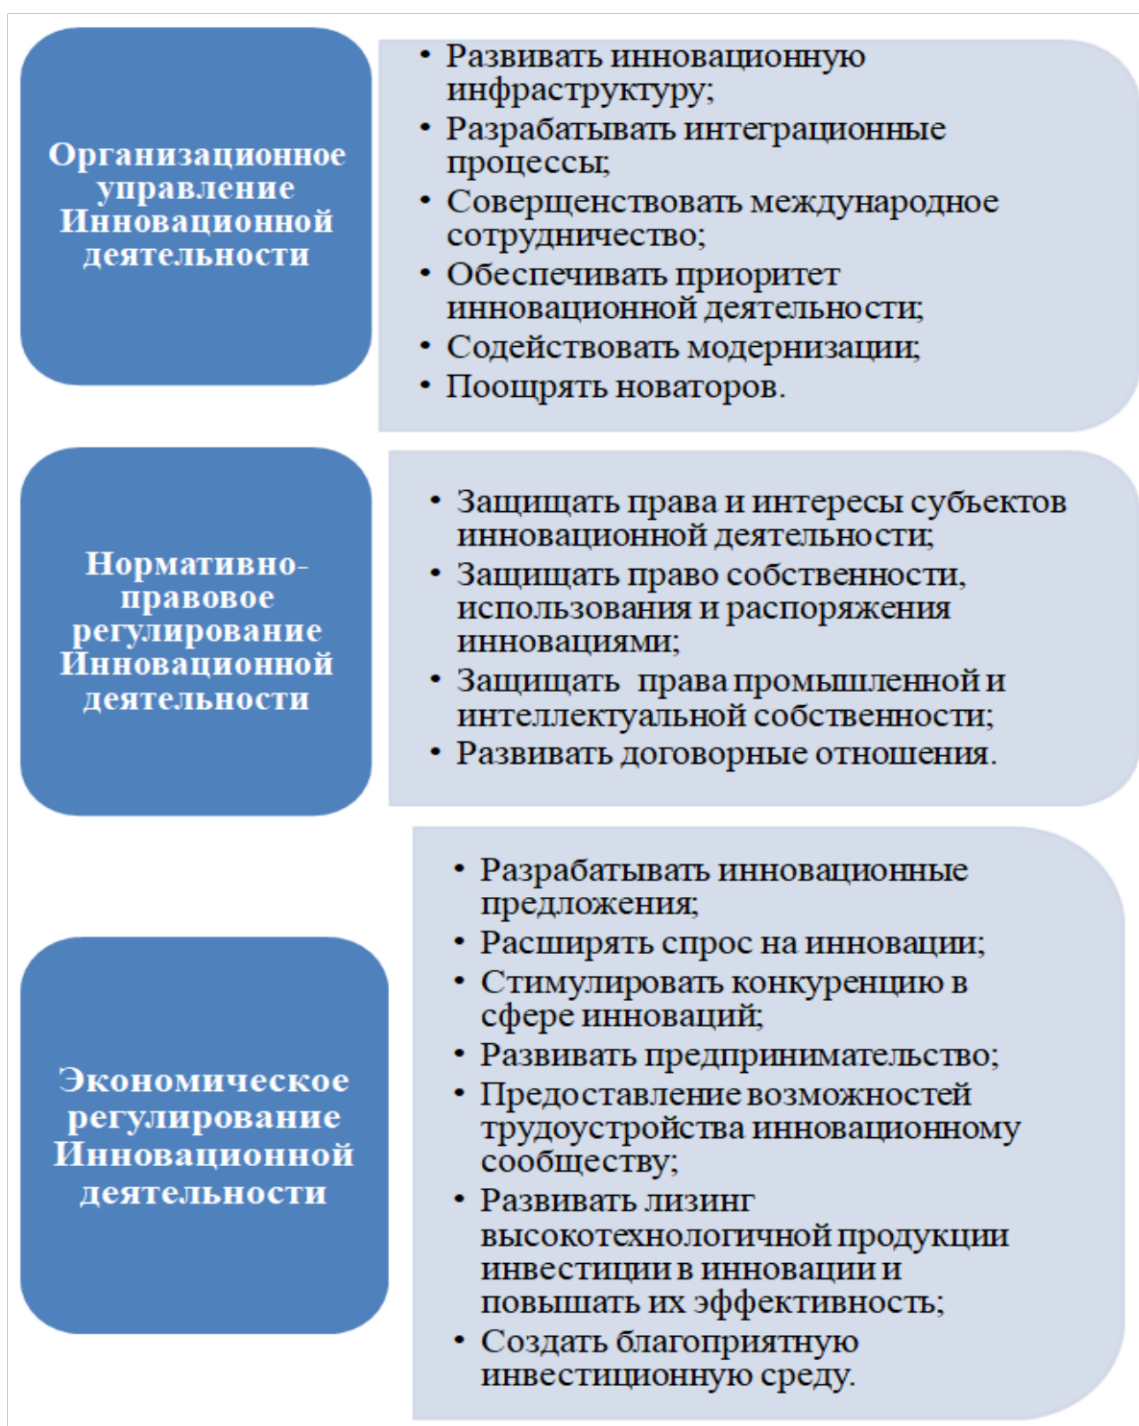 Организационное
управление
Инновационной
деятельности
• Развивать инновационную
инфраструктуру;
• Разрабатывать интеграционные
процессы;
• Соверщенствовать международное
сотрудничество;
• Обеспечивать приоритет
инновационной деятельности;
• Содействовать модернизации;
• Поощрять новаторов.
Нормативно-
правовое
регулирование
Инновационной
деятельности
• Защищать права и интересы субъектов
инновационной деятельности;
• Защищать право собственности,
использования и распоряжения
инновациями;
• Защищать права промышленной и
интеллектуальной собственности;
• Развивать договорные отношения.
Экономическое
регулирование
Инновационной
деятельности
• Разрабатывать инновационные
предложения;
• Расширять спрос на инновации;
• Стимулировать конкуренцию в
сфере инноваций;
• Развивать предпринимательство;
• Предоставление возможностей
трудоустройства инновационному
сообществу;
• Развивать лизинг
высокотехнологичной продукции
инвестиции в инновации и
повышать их эффективность;
• Создать благоприятную
инвестиционную среду.